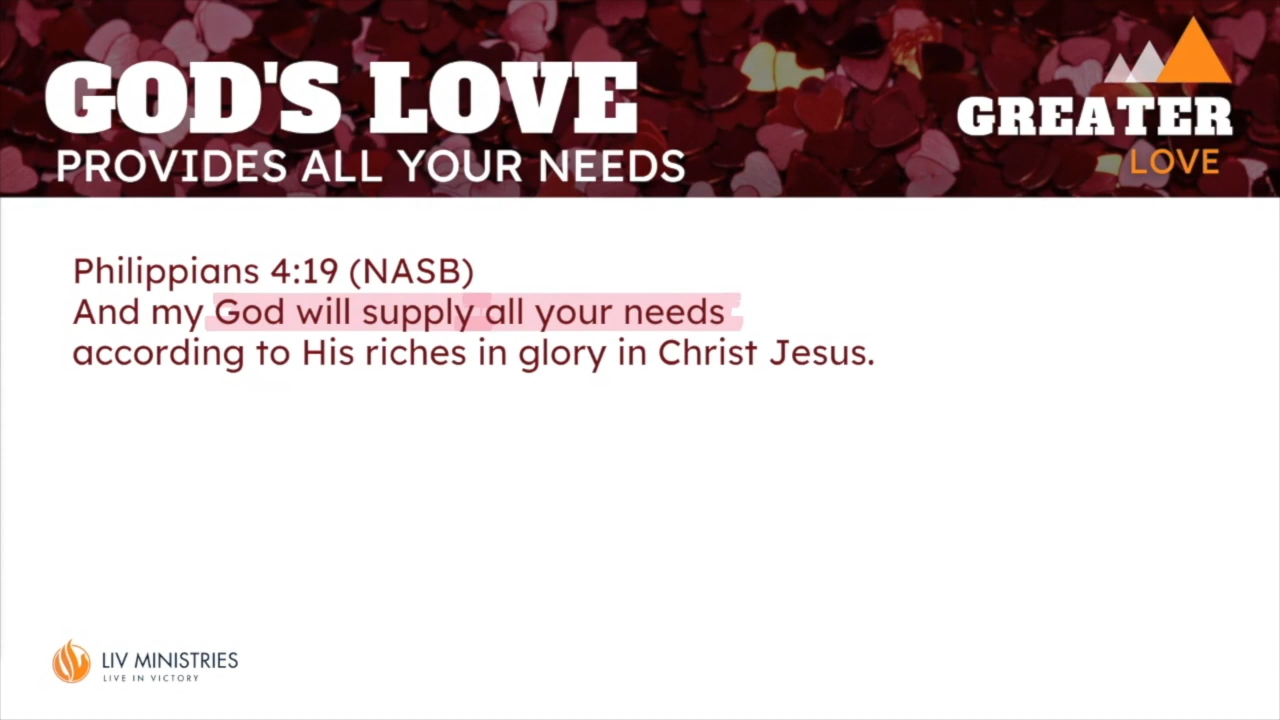 GOD'S LOVE
PROVIDES ALL YOUR NEEDS
GREATER
LOVE
Philippians 4:19 (NASB)
And my God will supply all your needs
according to His riches in glory in Christ Jesus.
LIV MINISTRIES
LIVE IN VICTORY